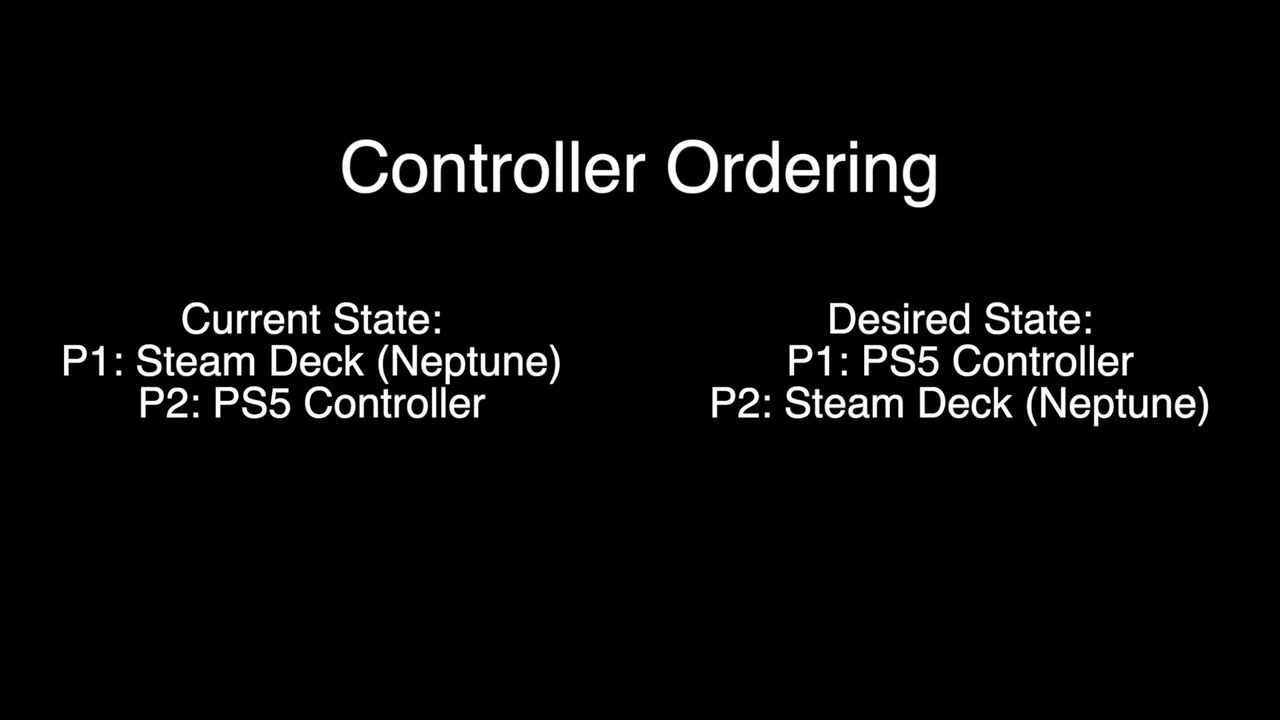 Controller Ordering
Current State:
P1: Steam Deck (Neptune)
P2: PS5 Controller
Desired State:
P1: PS5 Controller
P2: Steam Deck (Neptune)